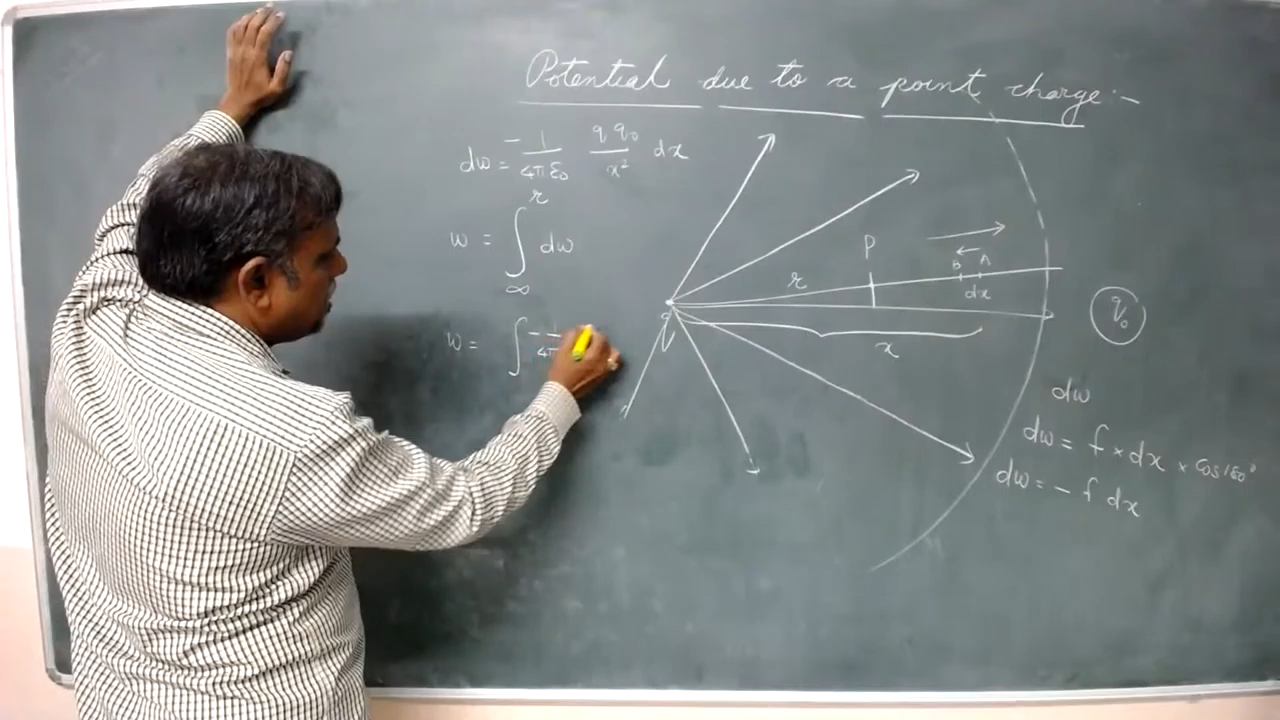 Potential due to a point charge:-
dw = - 1/4πε₀ q q₀/x² dx
w = ∫_∞^r dw
w = ∫ - 1/4π
P
r
B A
dx
x
q
q₀
dw
dw = f × dx × cos180°
dw = - f dx